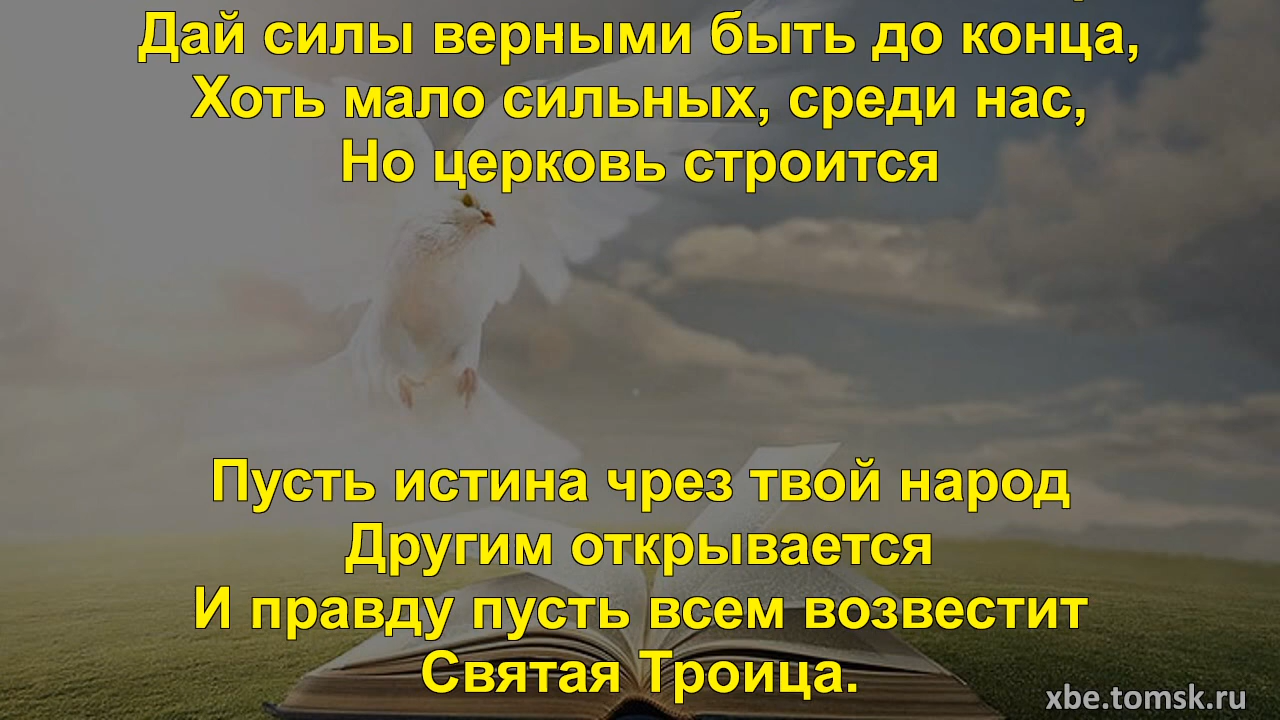 Дай силы верными быть до конца,
Хоть мало сильных, среди нас,
Но церковь строится
Пусть истина чрез твой народ
Другим открывается
И правду пусть всем возвестит
Святая Троица.
xbe.tomsk.ru